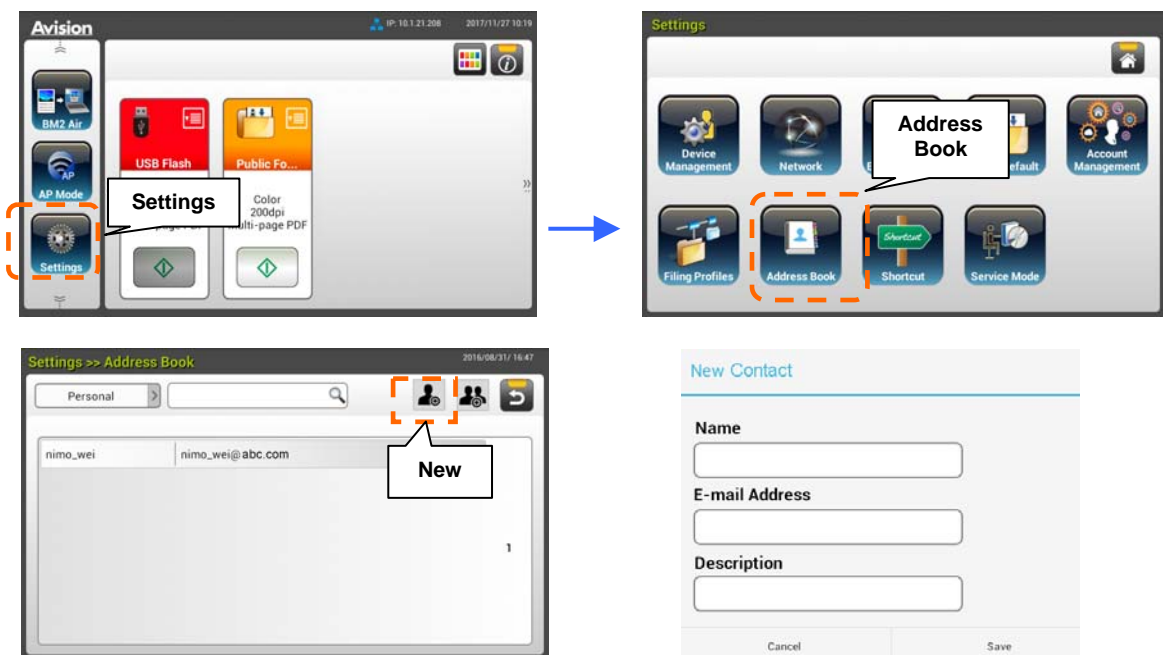 Avision
IP: 10.1.21.208
2017/11/27 10:19
BM2 Air
AP
AP Mode
Settings
USB Flash
Public Fo...
Settings
Color
200dpi
Multi-page PDF
Settings
Device
Management
Network
Address
Book
Account
Management
Filing Profiles
Address Book
Shortcut
Shortcut
Service Mode
Settings >> Address Book
2016/08/31/ 16:47
Personal
nimo_wei
nimo_wei@abc.com
New
1
New Contact
Name
E-mail Address
Description
Cancel
Save